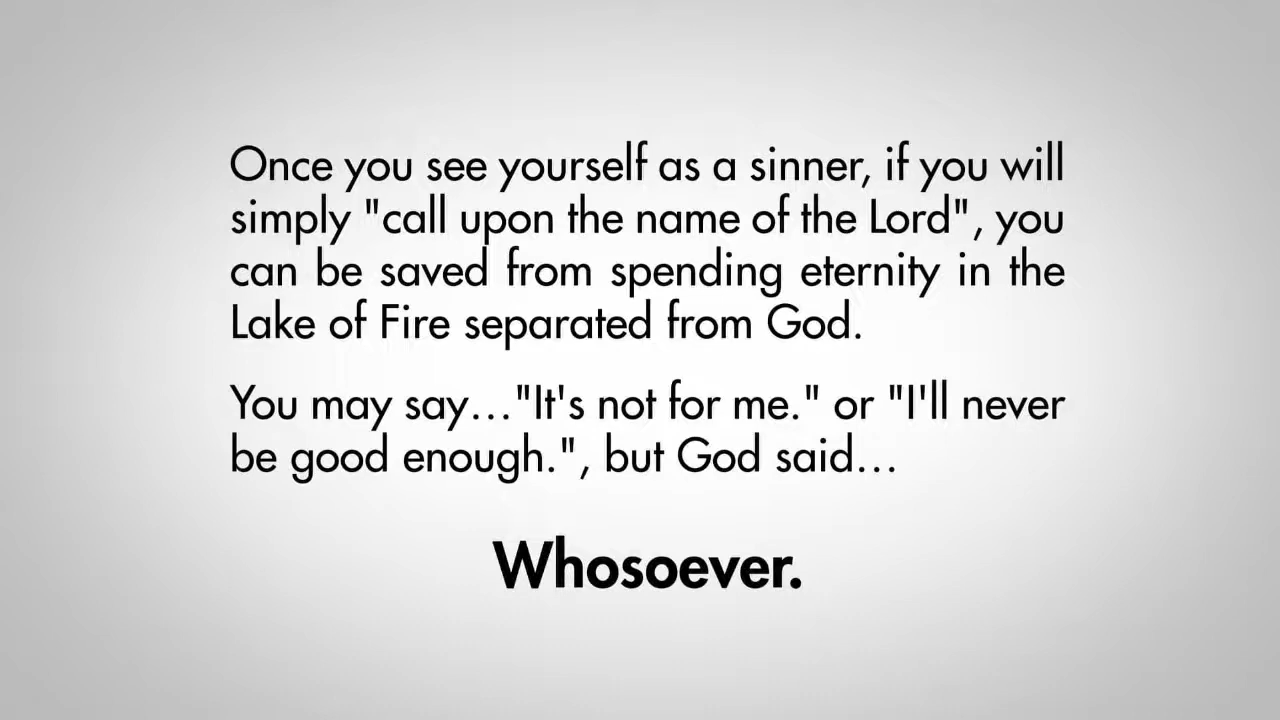 Once you see yourself as a sinner, if you will
simply "call upon the name of the Lord", you
can be saved from spending eternity in the
Lake of Fire separated from God.
You may say..."It's not for me." or "I'll never
be good enough.", but God said...
Whosoever.